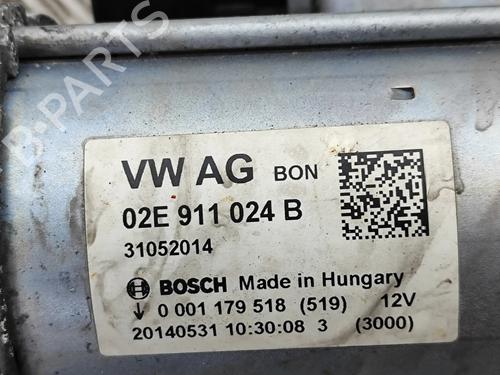 B-PARTS
VW AG BON
02E 911 024 B
31052014
BOSCH Made in Hungary
0 001 179 518 (519) 12V
20140531 10:30:08 3 (3000)